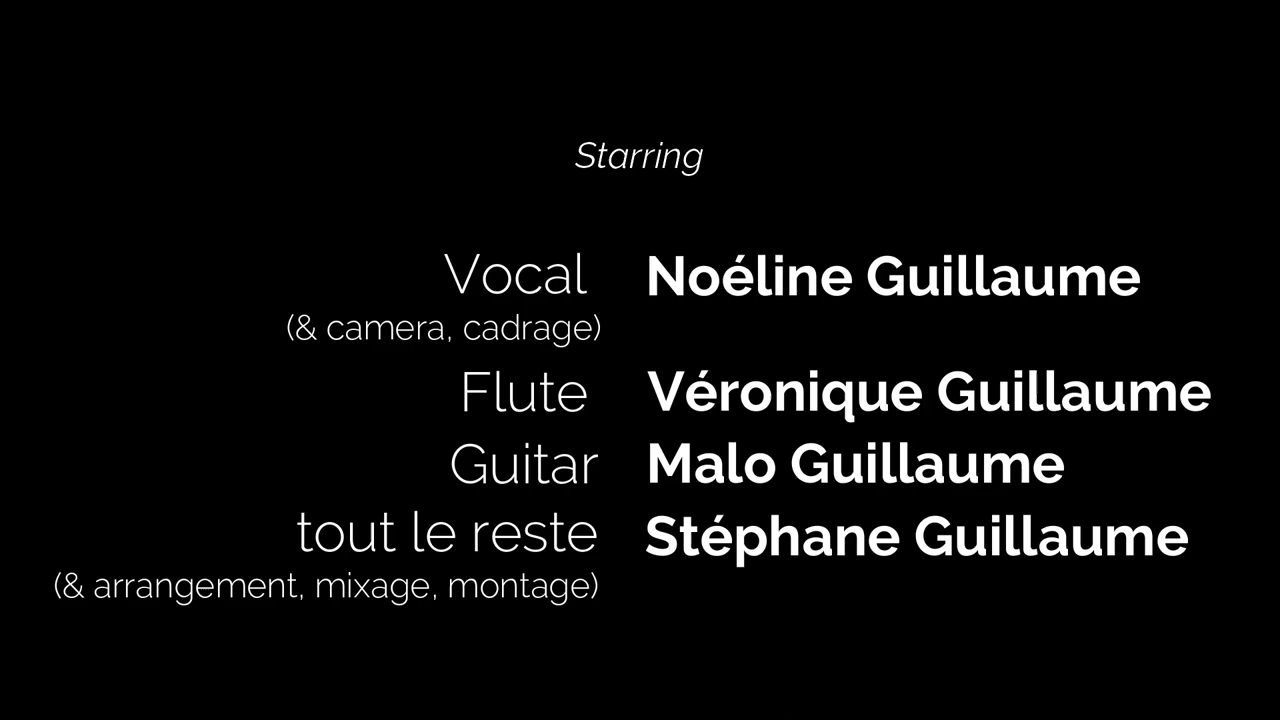 Starring
Vocal Noéline Guillaume
(& camera, cadrage)
Flute Véronique Guillaume
Guitar Malo Guillaume
tout le reste Stéphane Guillaume
(& arrangement, mixage, montage)